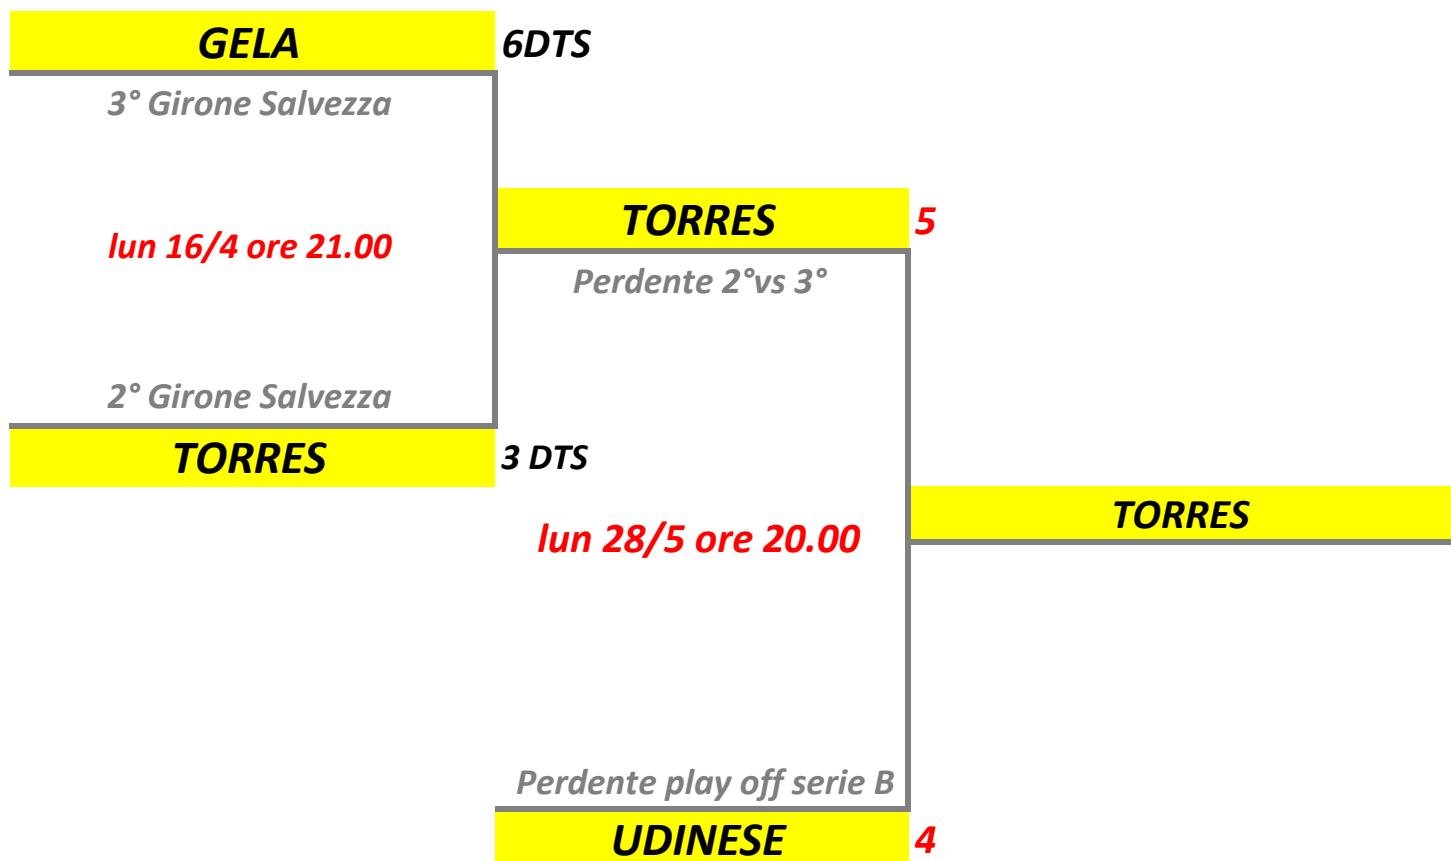 GELA
6DTS
3° Girone Salvezza
lun 16/4 ore 21.00
TORRES
5
Perdente 2°vs 3°
2° Girone Salvezza
TORRES
3 DTS
lun 28/5 ore 20.00
TORRES
Perdente play off serie B
UDINESE
4